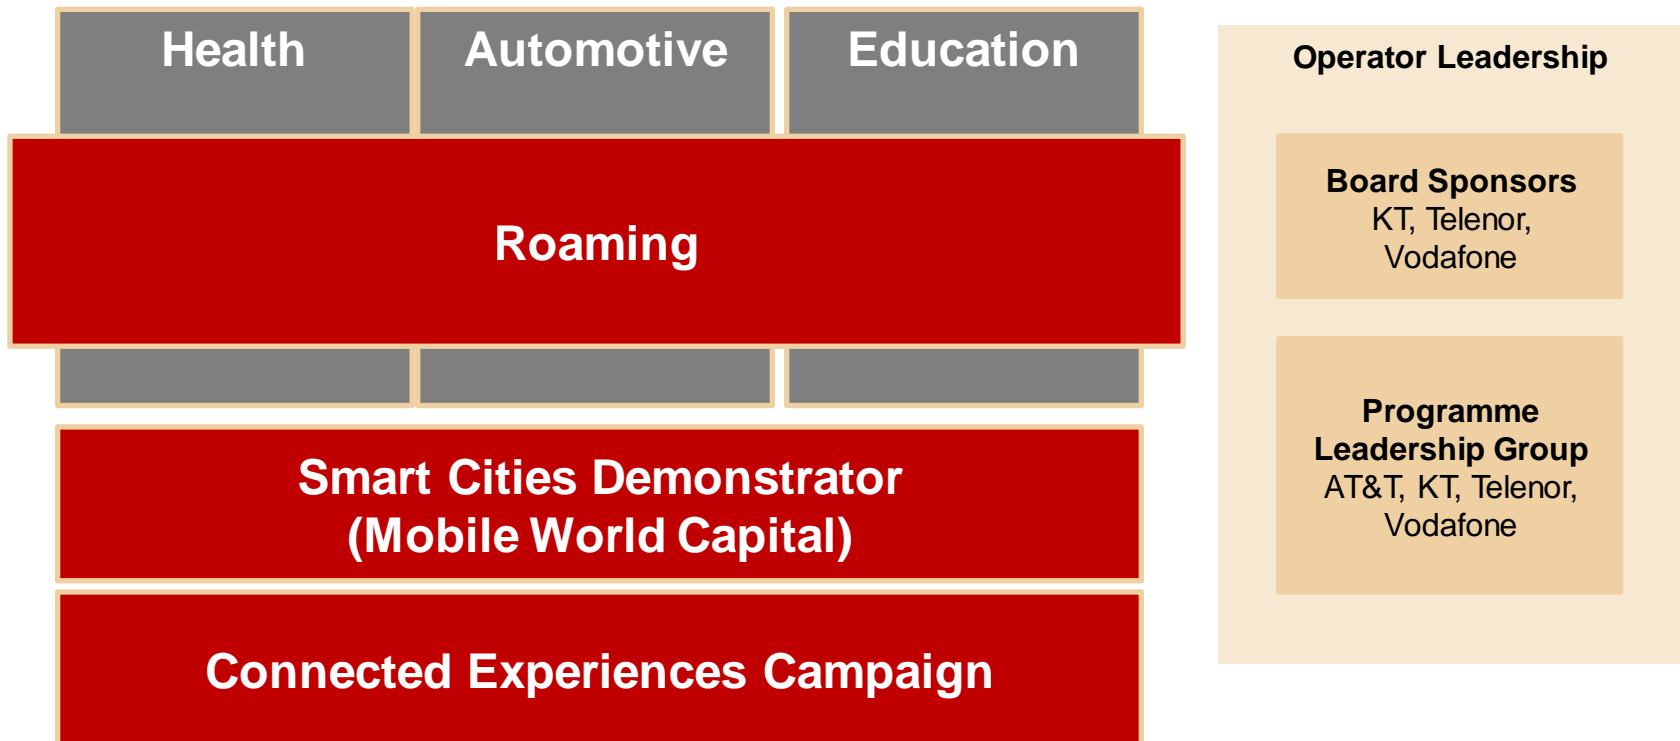 Health
Automotive
Education
Roaming
Smart Cities Demonstrator
(Mobile World Capital)
Connected Experiences Campaign
Operator Leadership
Board Sponsors
KT, Telenor,
Vodafone
Programme
Leadership Group
AT&T, KT, Telenor,
Vodafone